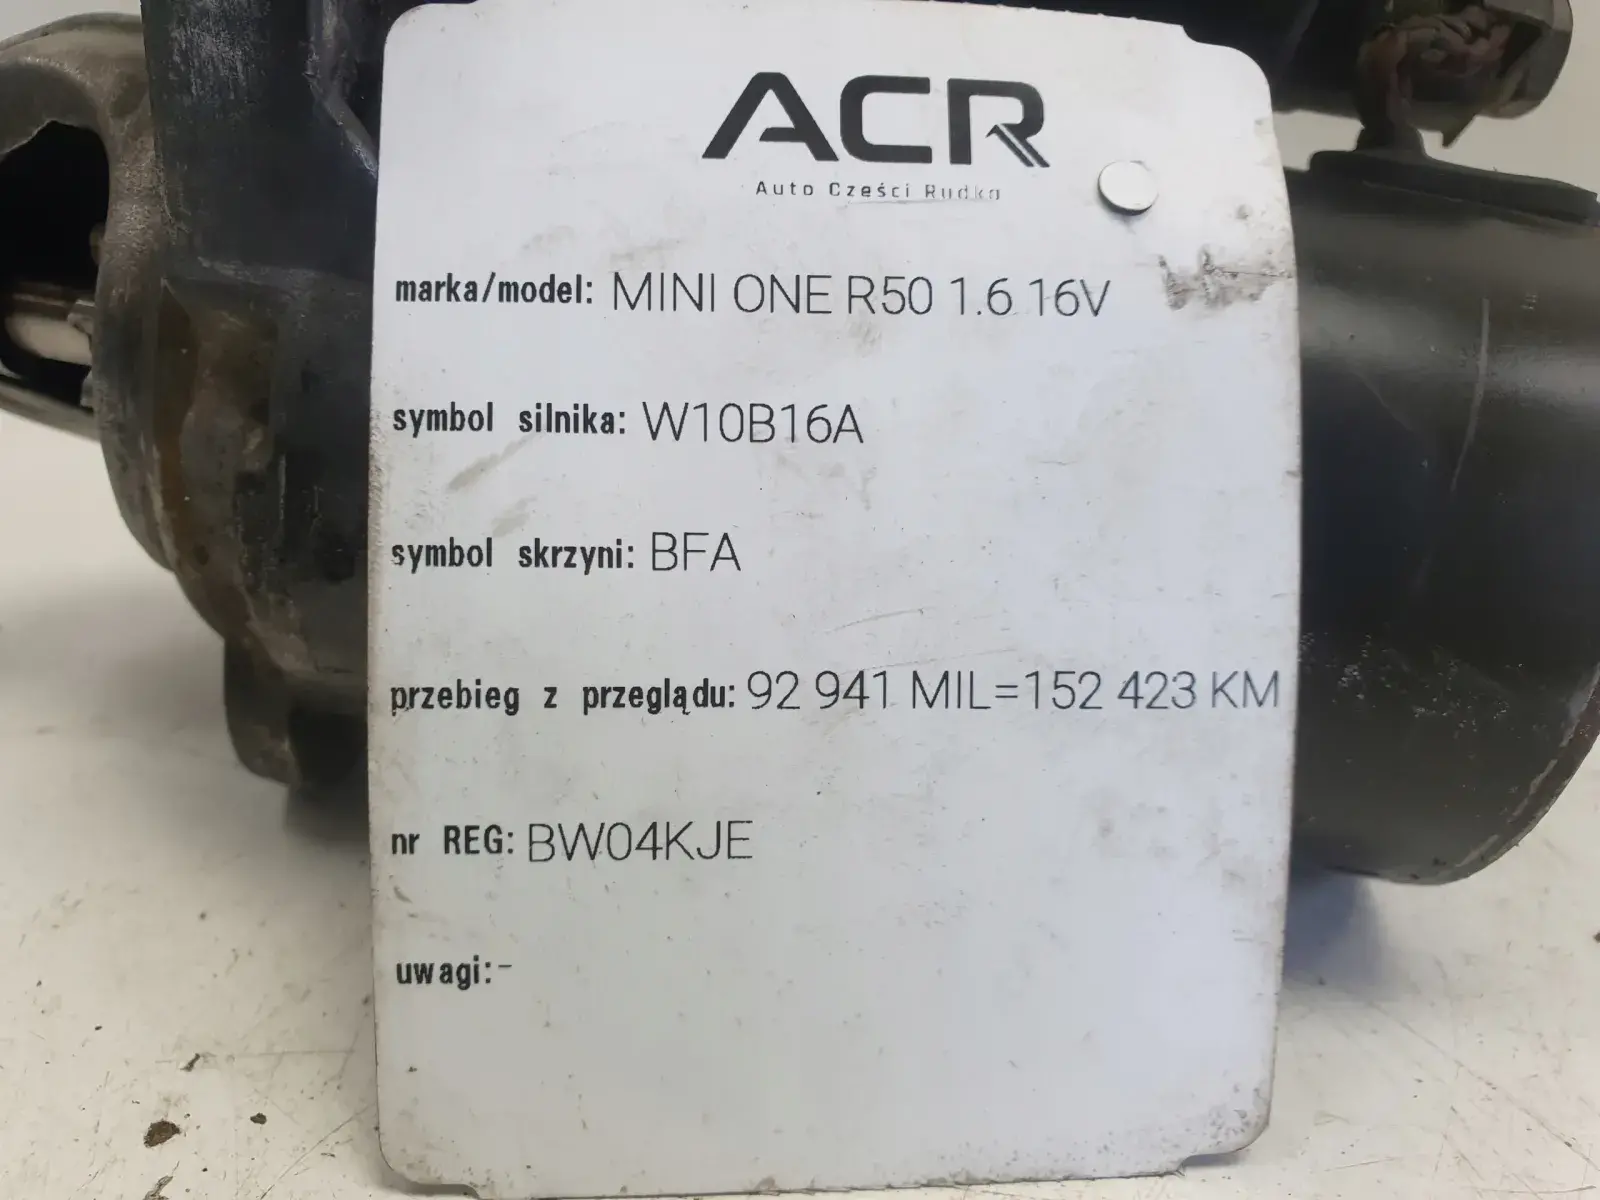 ACR
Auto Części Rudka
marka/model: MINI ONE R50 1.6 16V
symbol silnika: W10B16A
symbol skrzyni: BFA
przebieg z przeglądu: 92 941 MIL=152 423 KM
nr REG: BW04KJE
uwagi:-